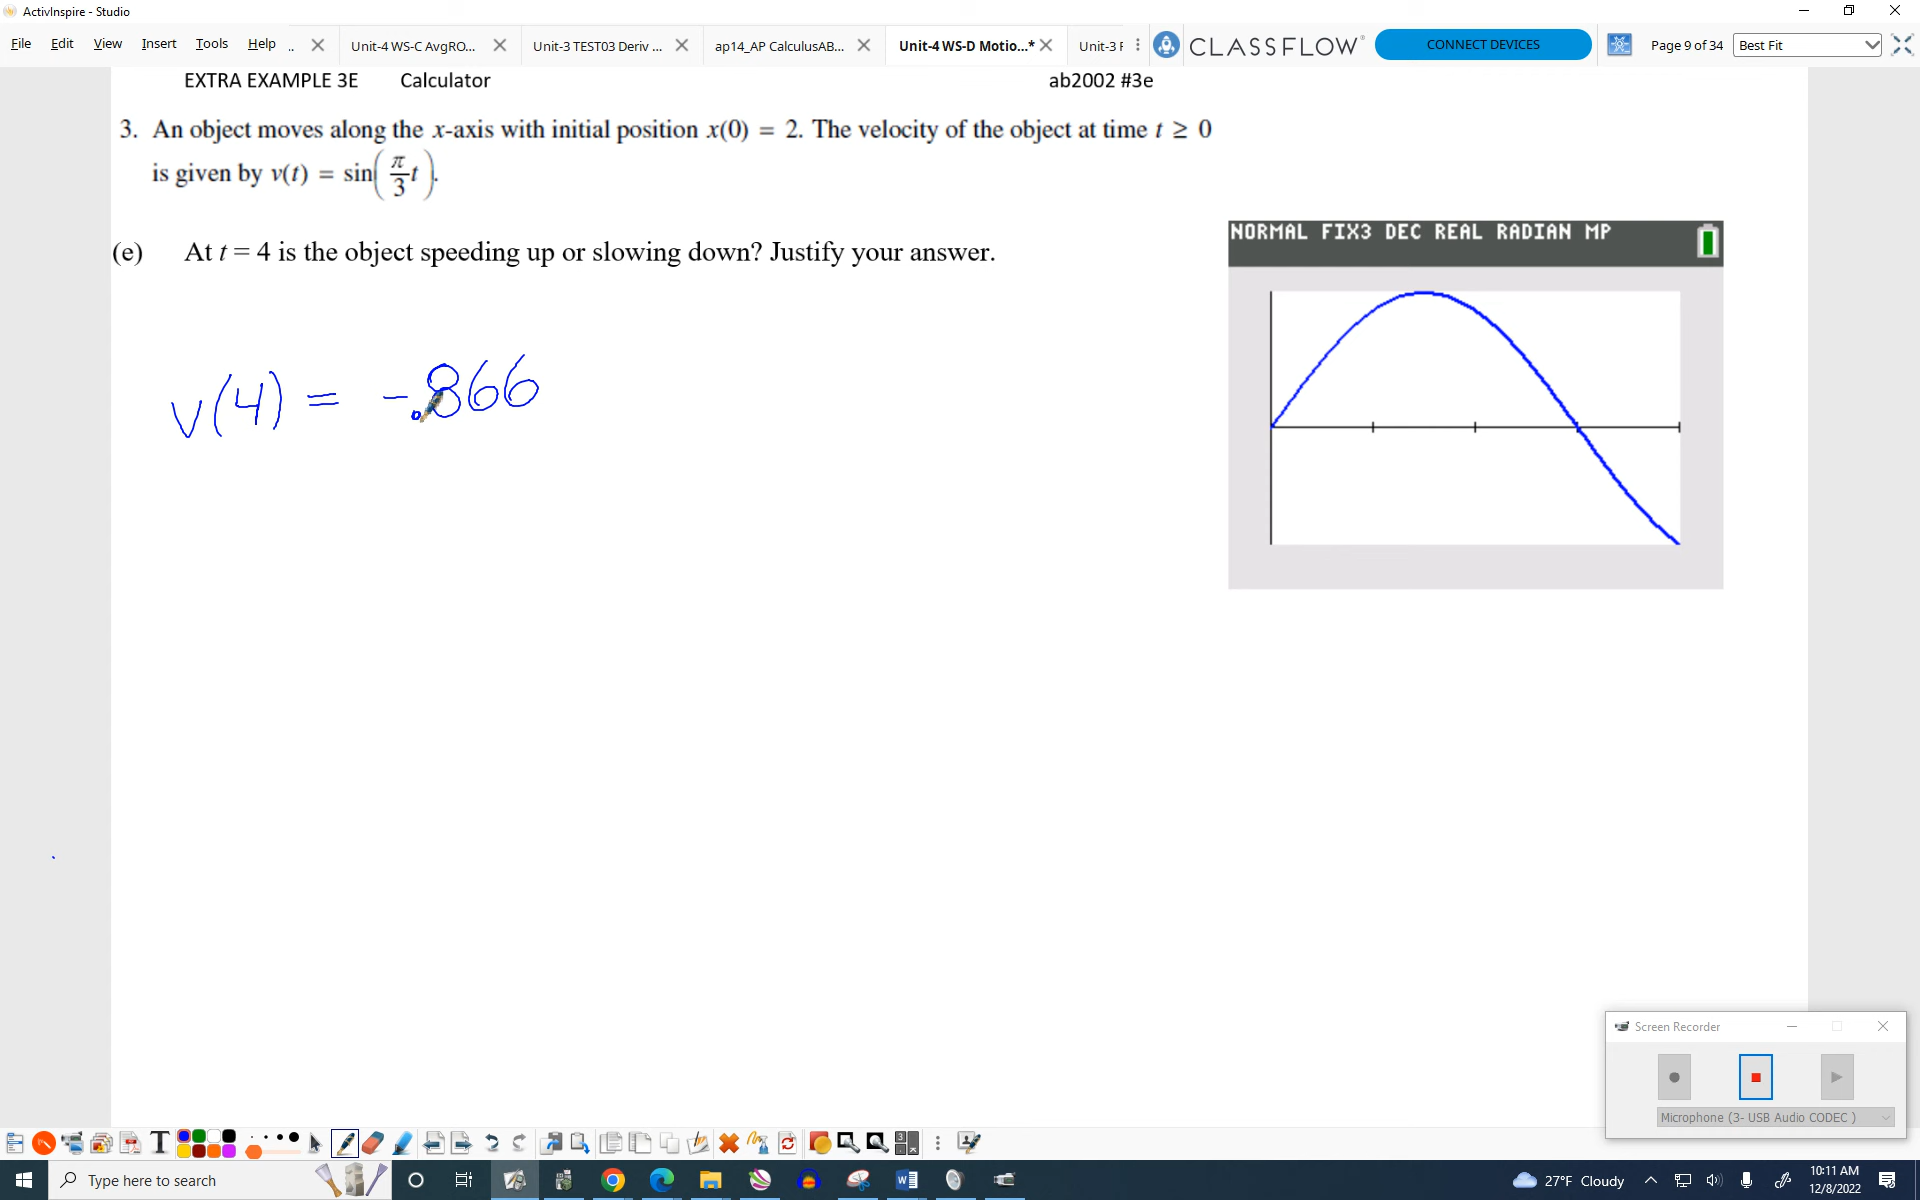 ActivInspire - Studio
File Edit View Insert Tools Help .. Unit-4 WS-C AvgRO... Unit-3 TEST03 Deriv ... ap14_AP CalculusAB... Unit-4 WS-D Motio...* Unit-3 F CLASSFLOW CONNECT DEVICES Page 9 of 34 Best Fit
EXTRA EXAMPLE 3E Calculator ab2002 #3e
3. An object moves along the x-axis with initial position x(0) = 2. The velocity of the object at time t ≥ 0
is given by v(t) = sin(π/3 t).
NORMAL FIX3 DEC REAL RADIAN MP
(e) At t = 4 is the object speeding up or slowing down? Justify your answer.
v(4) = -.866
Screen Recorder
Microphone (3- USB Audio CODEC )
Type here to search
27°F Cloudy
10:11 AM
12/8/2022